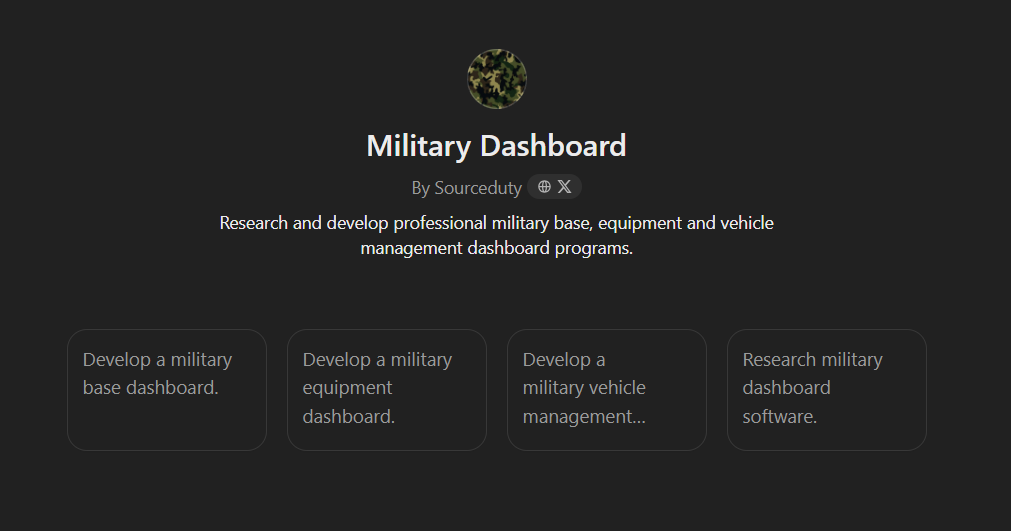 Military Dashboard
By Sourceduty
Research and develop professional military base, equipment and vehicle
management dashboard programs.
Develop a military
base dashboard.
Develop a military
equipment
dashboard.
Develop a
military vehicle
management...
Research military
dashboard
software.